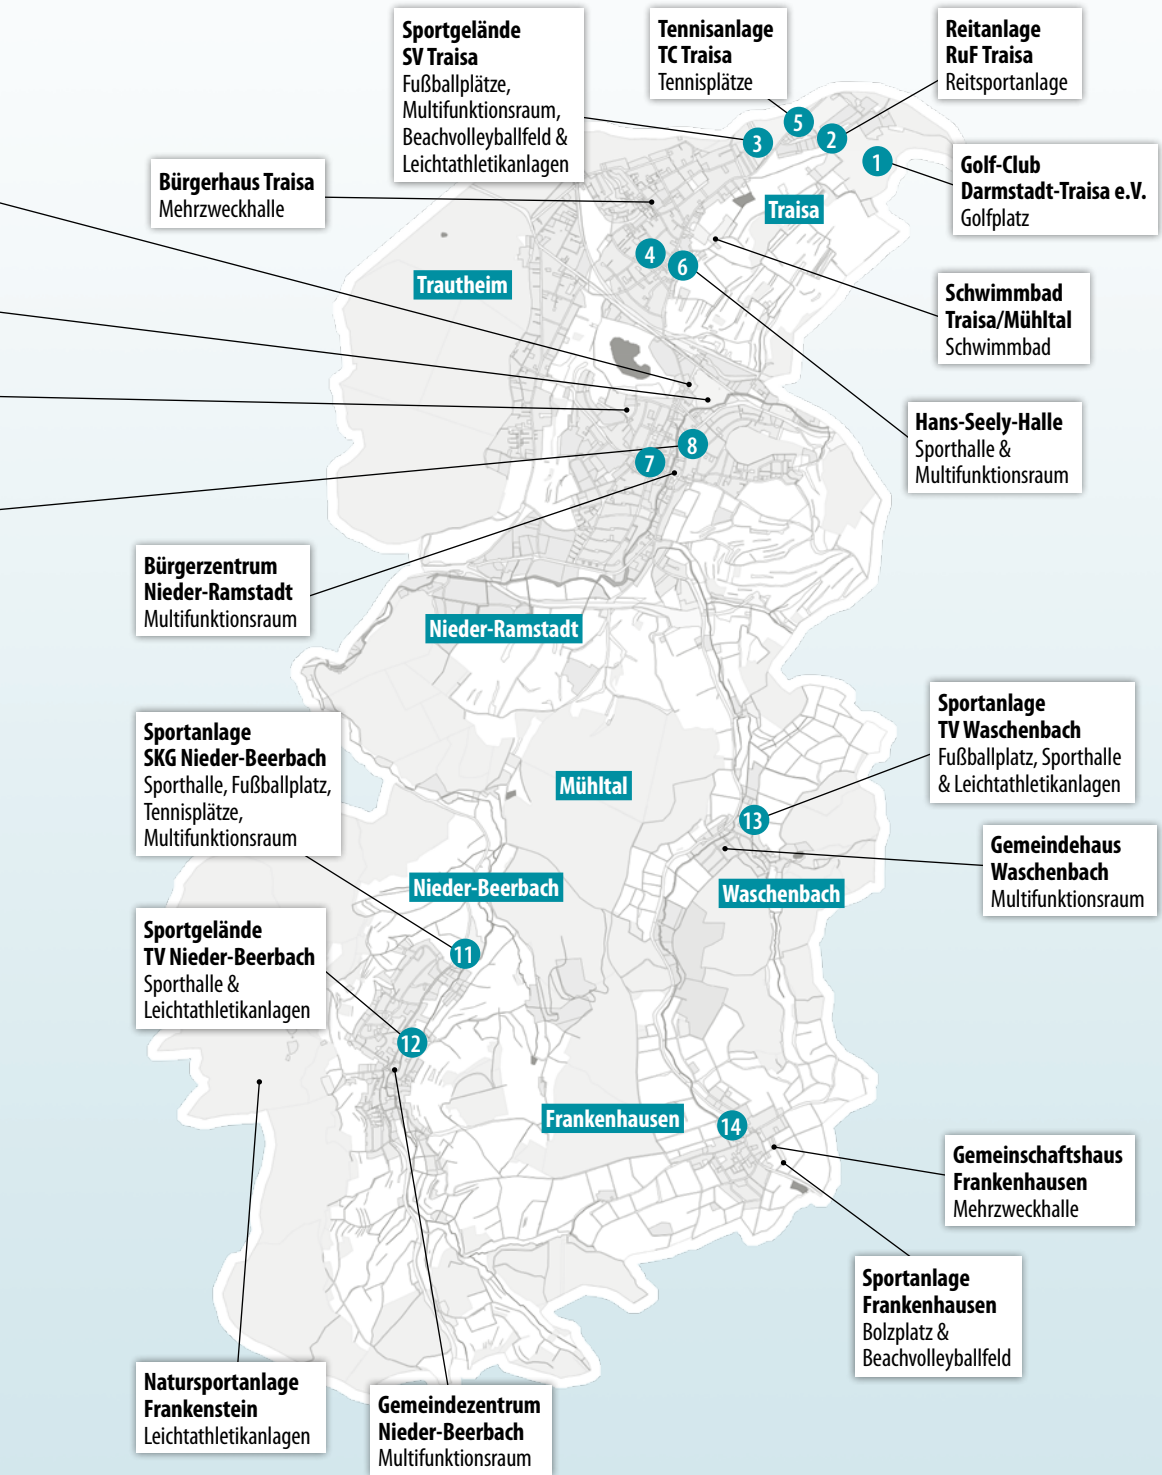 Sportgelände
SV Traisa
Fußballplätze,
Multifunktionsraum,
Beachvolleyballfeld &
Leichtathletikanlagen
Tennisanlage
TC Traisa
Tennisplätze
Reitanlage
RuF Traisa
Reitsportanlage
5
2
3
1
Golf-Club
Darmstadt-Traisa e.V.
Golfplatz
Bürgerhaus Traisa
Mehrzweckhalle
Traisa
4
6
Trautheim
Schwimmbad
Traisa/Mühltal
Schwimmbad
Hans-Seely-Halle
Sporthalle &
Multifunktionsraum
8
7
Bürgerzentrum
Nieder-Ramstadt
Multifunktionsraum
Nieder-Ramstadt
Sportanlage
TV Waschenbach
Fußballplatz, Sporthalle
& Leichtathletikanlagen
Sportanlage
SKG Nieder-Beerbach
Sporthalle, Fußballplatz,
Tennisplätze,
Multifunktionsraum
Mühltal
13
Gemeindehaus
Waschenbach
Multifunktionsraum
Nieder-Beerbach
Waschenbach
Sportgelände
TV Nieder-Beerbach
Sporthalle &
Leichtathletikanlagen
11
12
Frankenhausen
14
Gemeinschaftshaus
Frankenhausen
Mehrzweckhalle
Sportanlage
Frankenhausen
Bolzplatz &
Beachvolleyballfeld
Natursportanlage
Frankenstein
Leichtathletikanlagen
Gemeindezentrum
Nieder-Beerbach
Multifunktionsraum